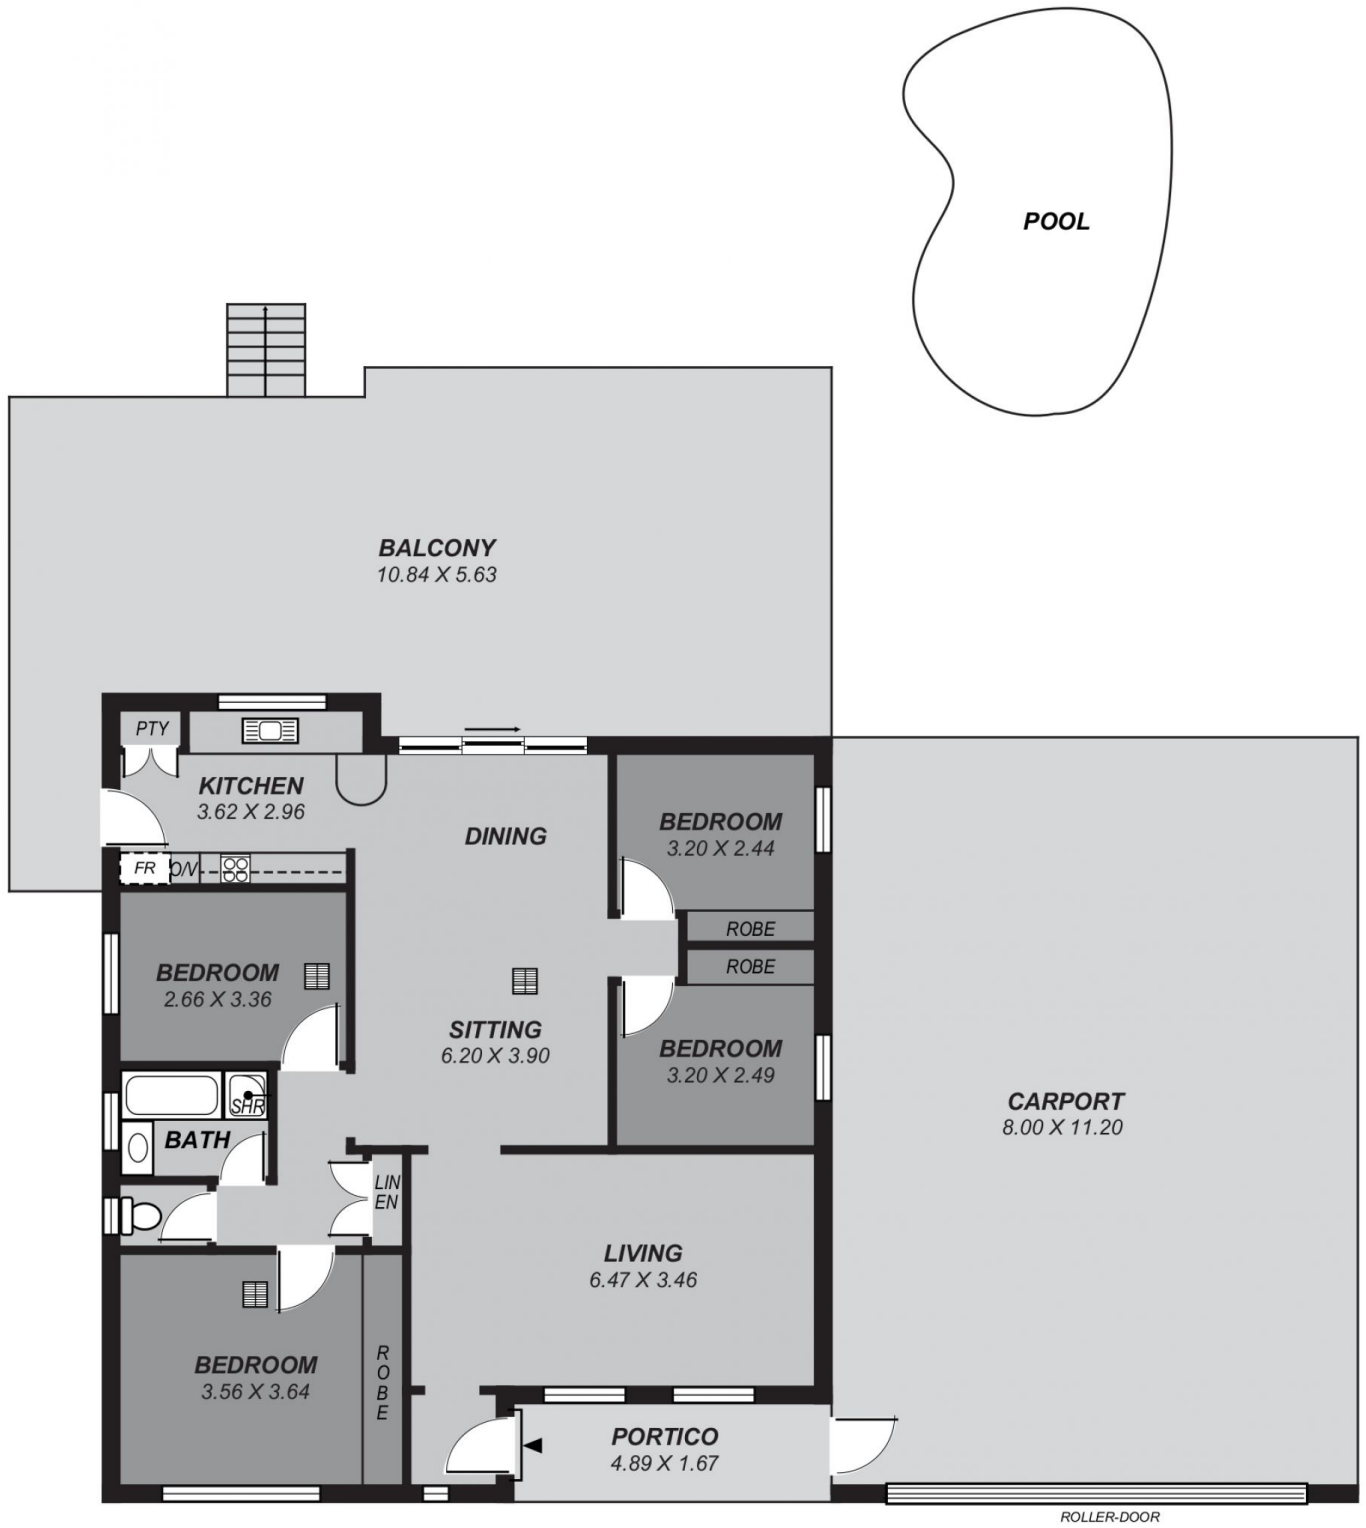 POOL
BALCONY
10.84 X 5.63
PTY
KITCHEN
3.62 X 2.96
FR
O/V
DINING
BEDROOM
3.20 X 2.44
ROBE
ROBE
BEDROOM
2.66 X 3.36
SITTING
6.20 X 3.90
BEDROOM
3.20 X 2.49
SHR
BATH
CARPORT
8.00 X 11.20
LIN
EN
LIVING
6.47 X 3.46
BEDROOM
3.56 X 3.64
R
O
B
E
PORTICO
4.89 X 1.67
ROLLER-DOOR